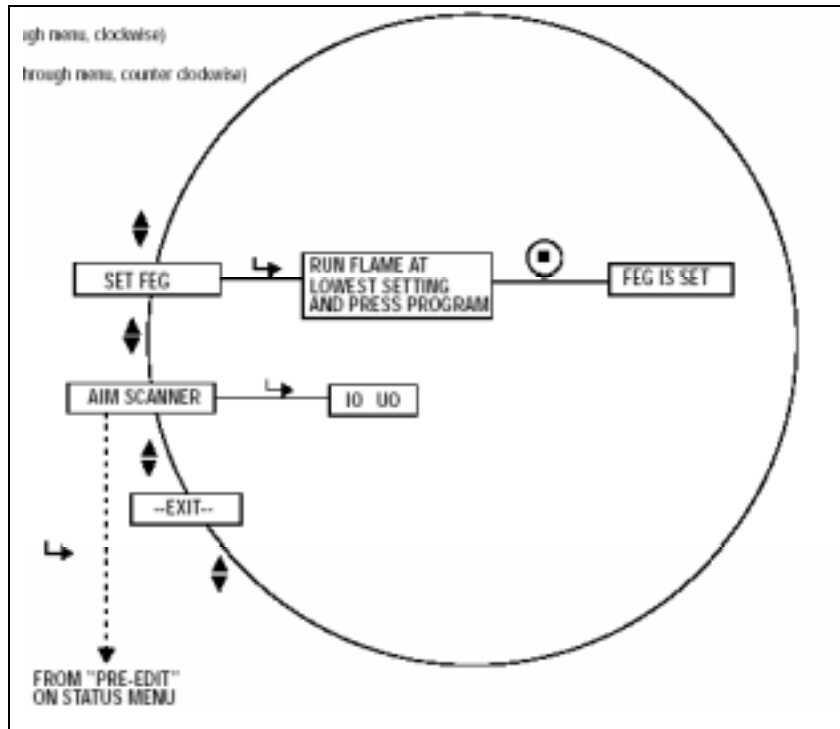 ugh menu, clockwise)
hrough menu, counter clockwise)
SET FEG
RUN FLAME AT
LOWEST SETTING
AND PRESS PROGRAM
FEG IS SET
AIM SCANNER
IO UO
--EXIT--
FROM "PRE-EDIT"
ON STATUS MENU